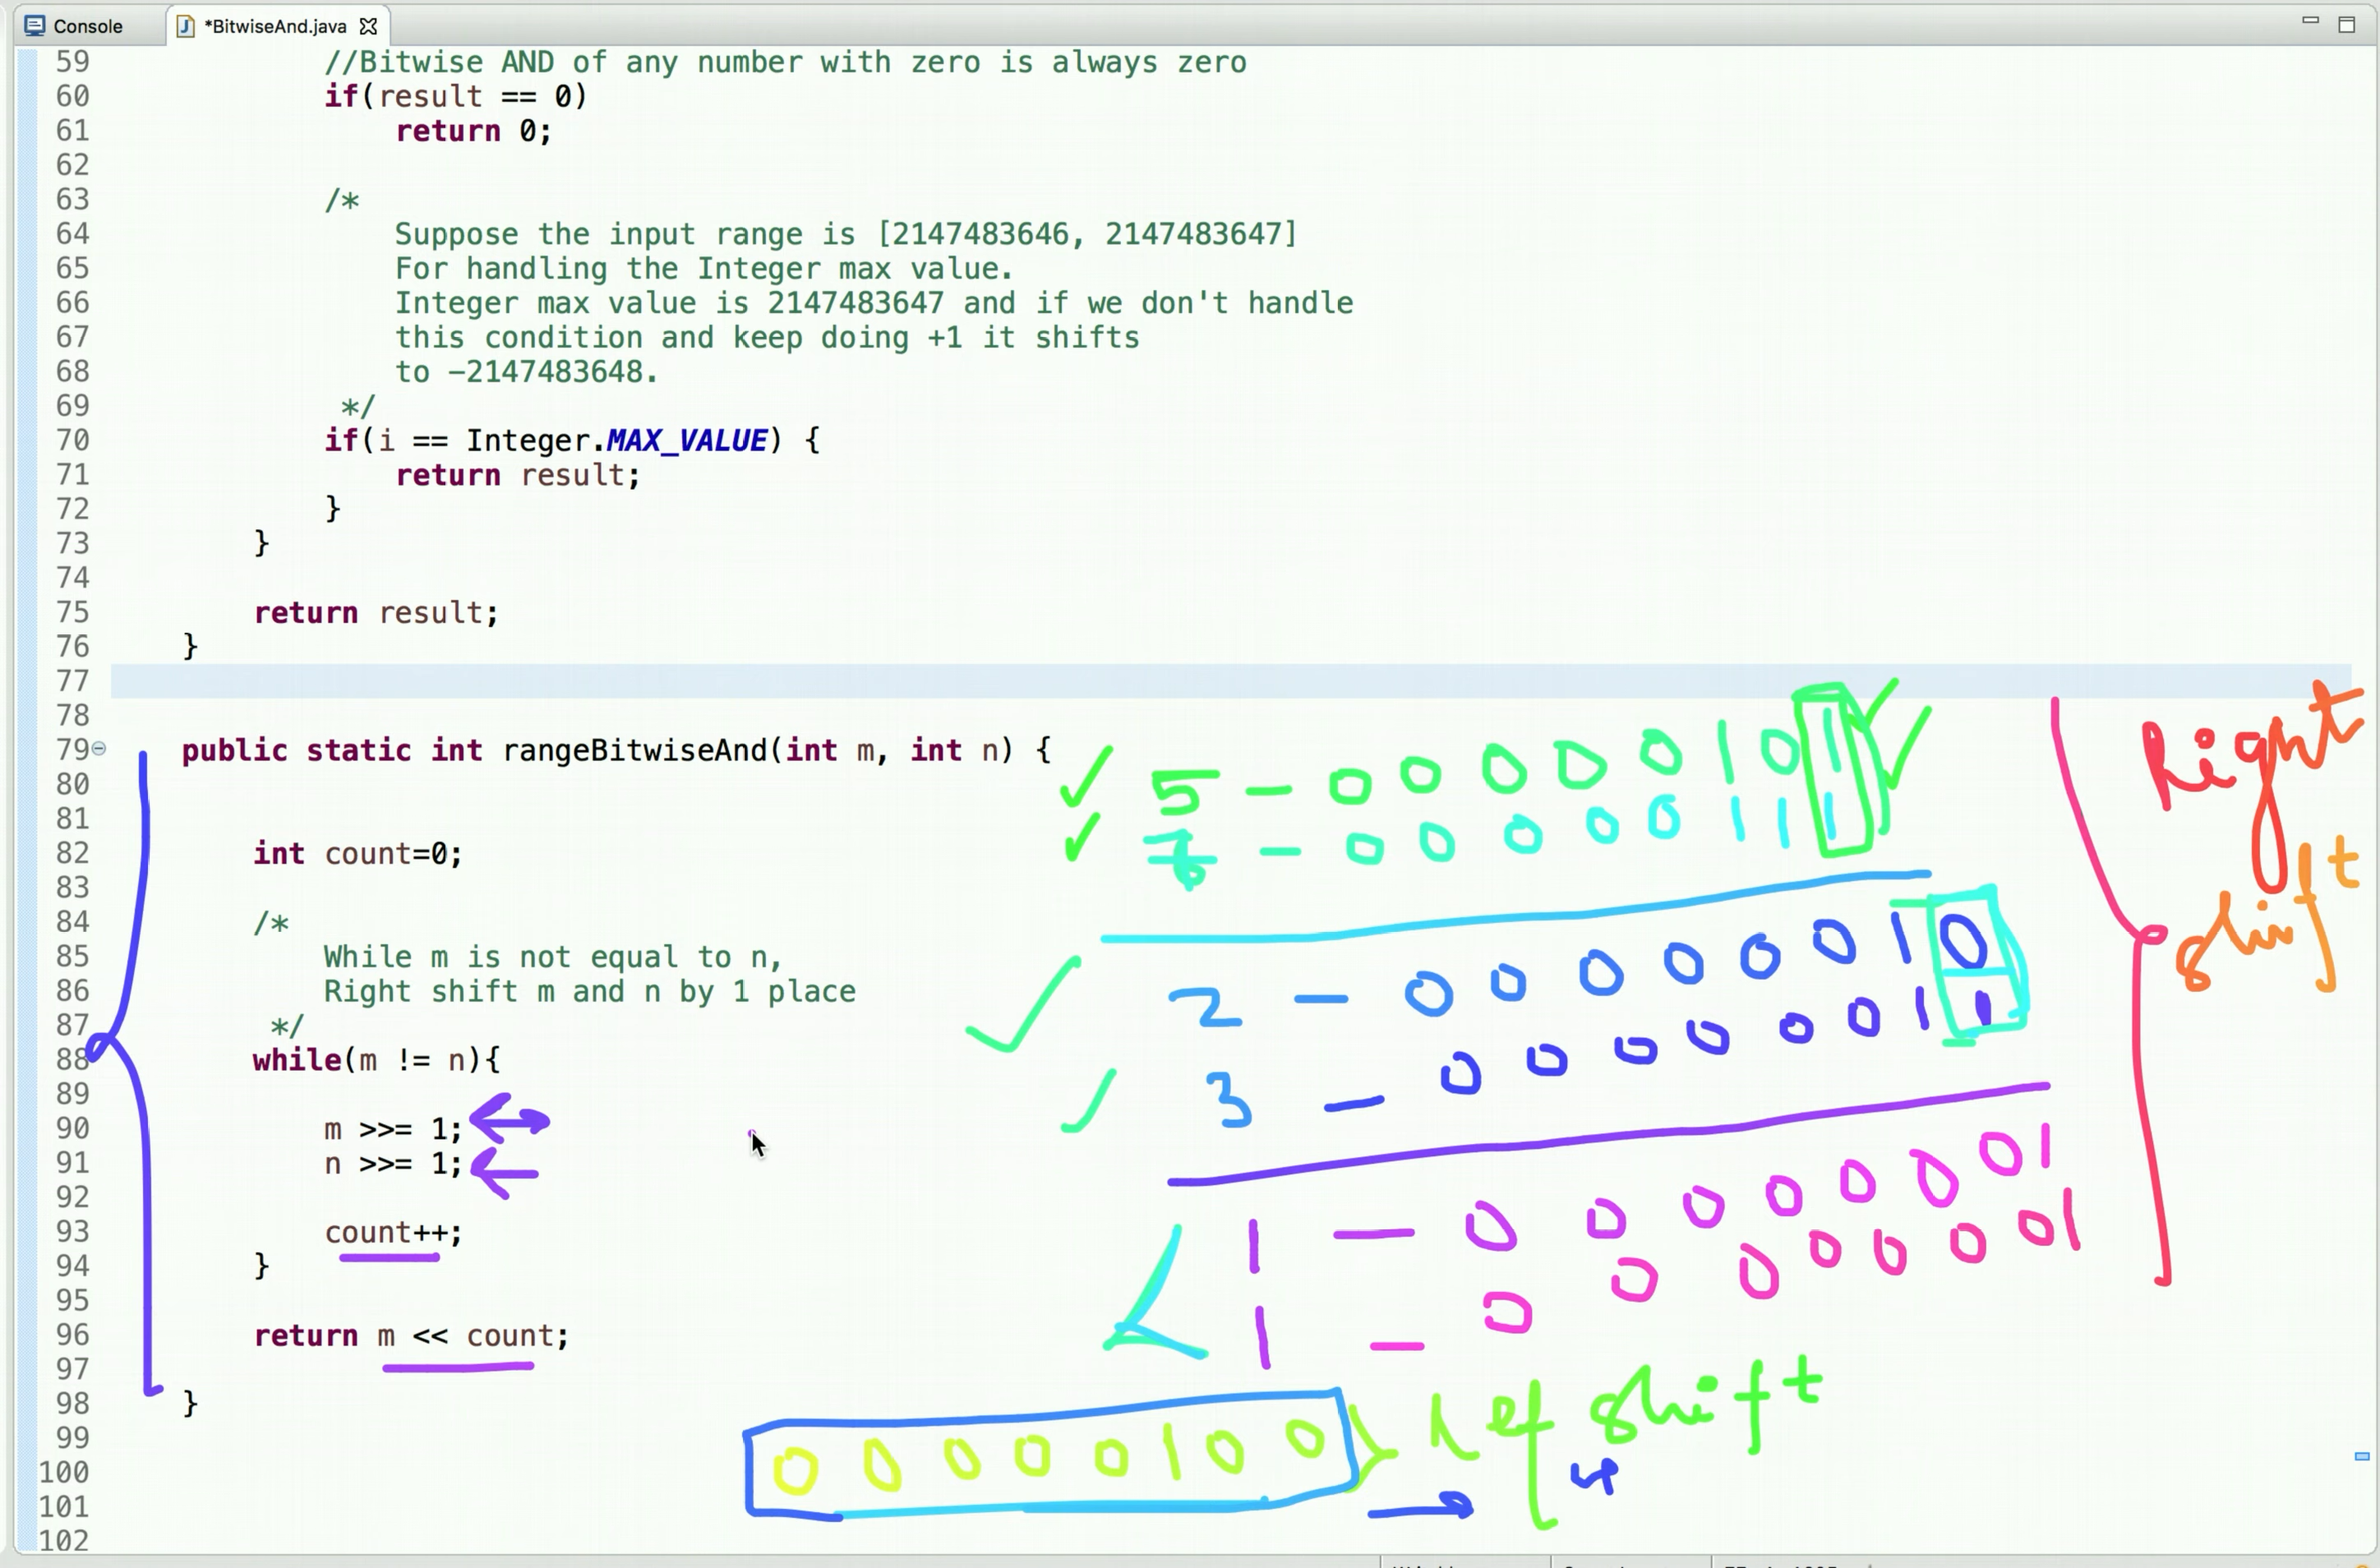 Console
*BitwiseAnd.java
59 //Bitwise AND of any number with zero is always zero
60 if(result == 0)
61 return 0;
62
63 /*
64 Suppose the input range is [2147483646, 2147483647]
65 For handling the Integer max value.
66 Integer max value is 2147483647 and if we don't handle
67 this condition and keep doing +1 it shifts
68 to -2147483648.
69 */
70 if(i == Integer.MAX_VALUE) {
71 return result;
72 }
73 }
74
75 return result;
76 }
77
78
79 public static int rangeBitwiseAnd(int m, int n) {
80
81
82 int count=0;
83
84 /*
85 While m is not equal to n,
86 Right shift m and n by 1 place
87 */
88 while(m != n){
89
90 m >>= 1;
91 n >>= 1;
92
93 count++;
94 }
95
96 return m << count;
97
98 }
99
100
101
102
5 - 0 0 0 0 0 1 0 1
- 0 0 0 0 0 1 1 1
2 - 0 0 0 0 0 0 1 0
3 - 0 0 0 0 0 0 1 1
1 - 0 0 0 0 0 0 0 1
1 - 0 0 0 0 0 0 0 1
Right
shift
0 0 0 0 0 1 0 0
lef shift
4